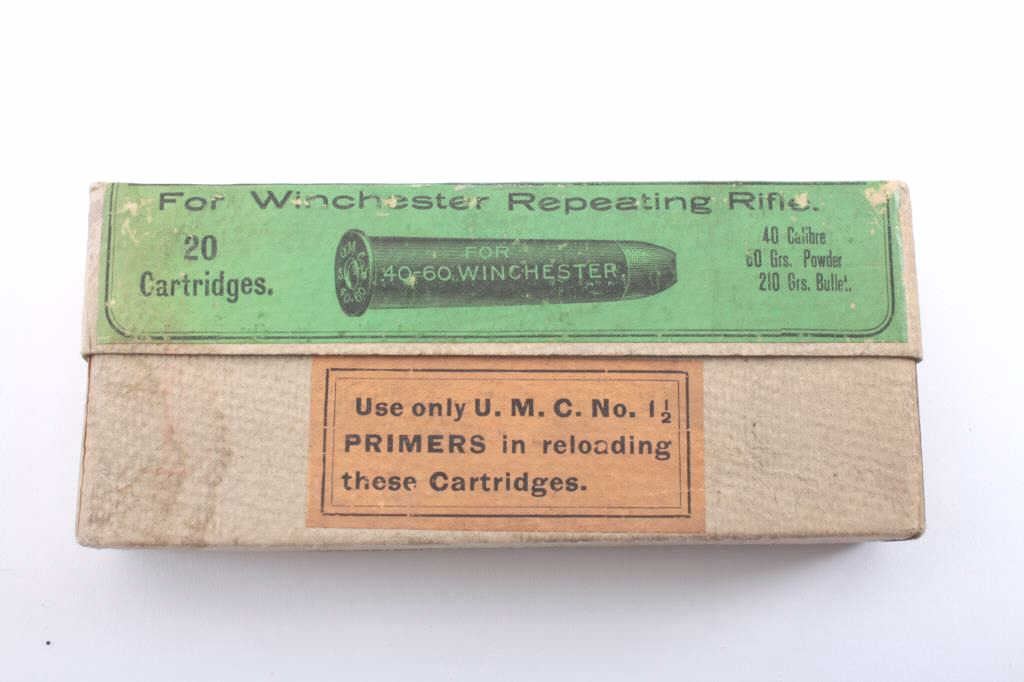 For Winchester Repeating Rifle.
20
Cartridges.
FOR
40-60. WINCHESTER.
40 Calibre
60 Grs. Powder
210 Grs. Bullet.
Use only U. M. C. No. 1½
PRIMERS in reloading
these Cartridges.